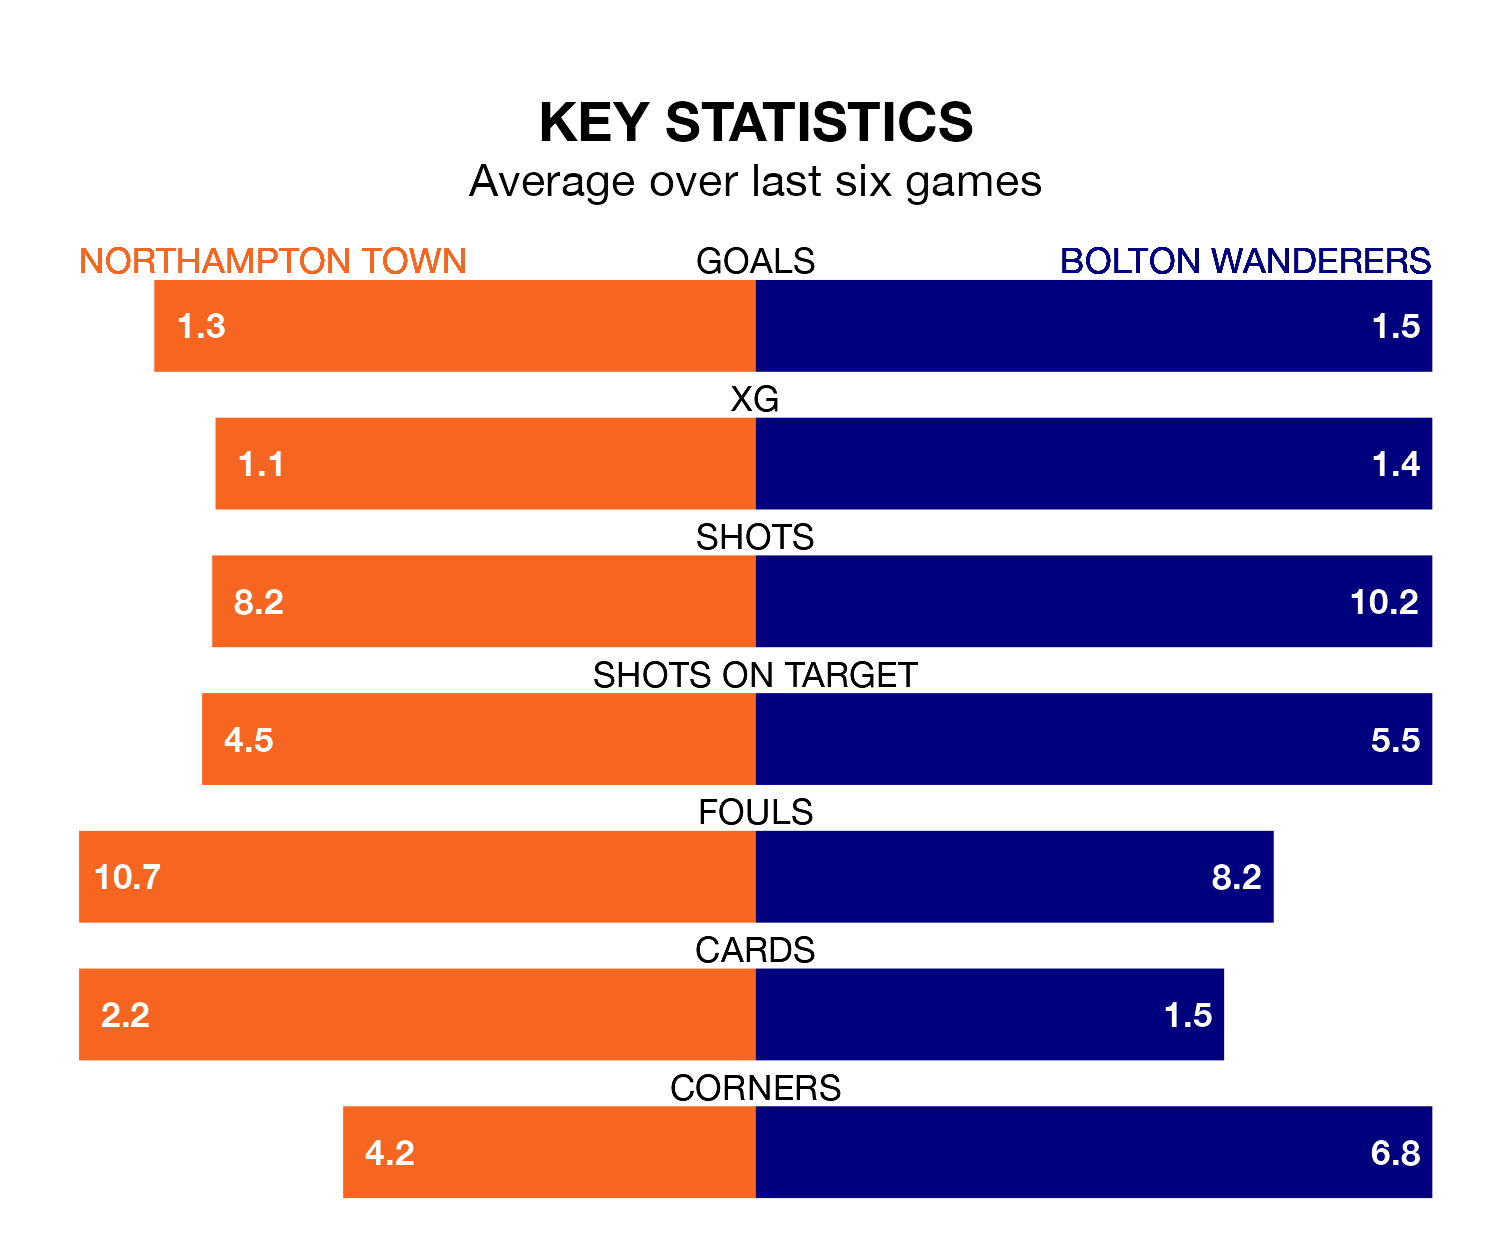 KEY STATISTICS
Average over last six games
NORTHAMPTON TOWN GOALS BOLTON WANDERERS
1.3 1.5
XG
1.1 1.4
SHOTS
8.2 10.2
SHOTS ON TARGET
4.5 5.5
FOULS
10.7 8.2
CARDS
2.2 1.5
CORNERS
4.2 6.8